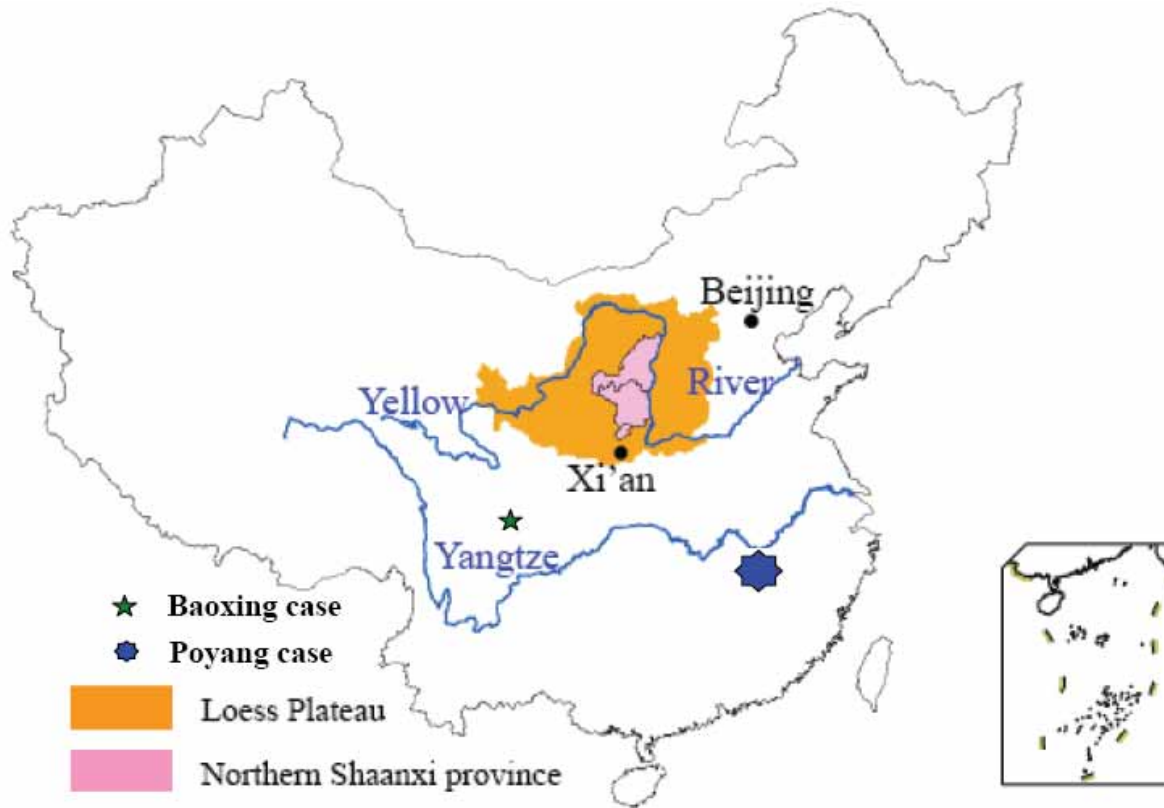 Beijing
Yellow
River
Xi'an
Yangtze
Baoxing case
Poyang case
Loess Plateau
Northern Shaanxi province